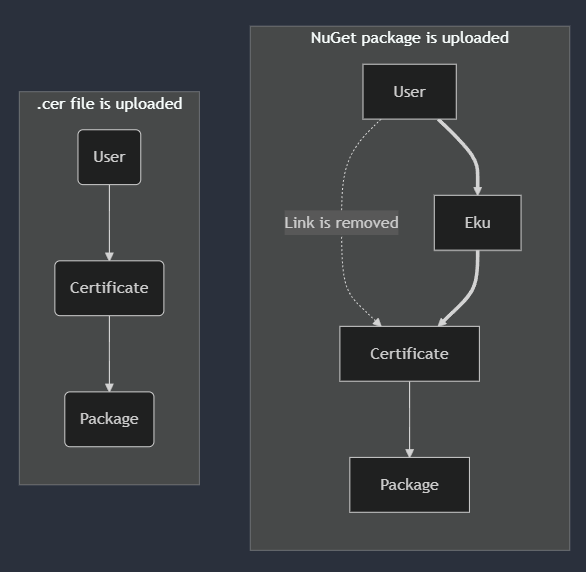 .cer file is uploaded
User
Certificate
Package
NuGet package is uploaded
User
Link is removed
Eku
Certificate
Package